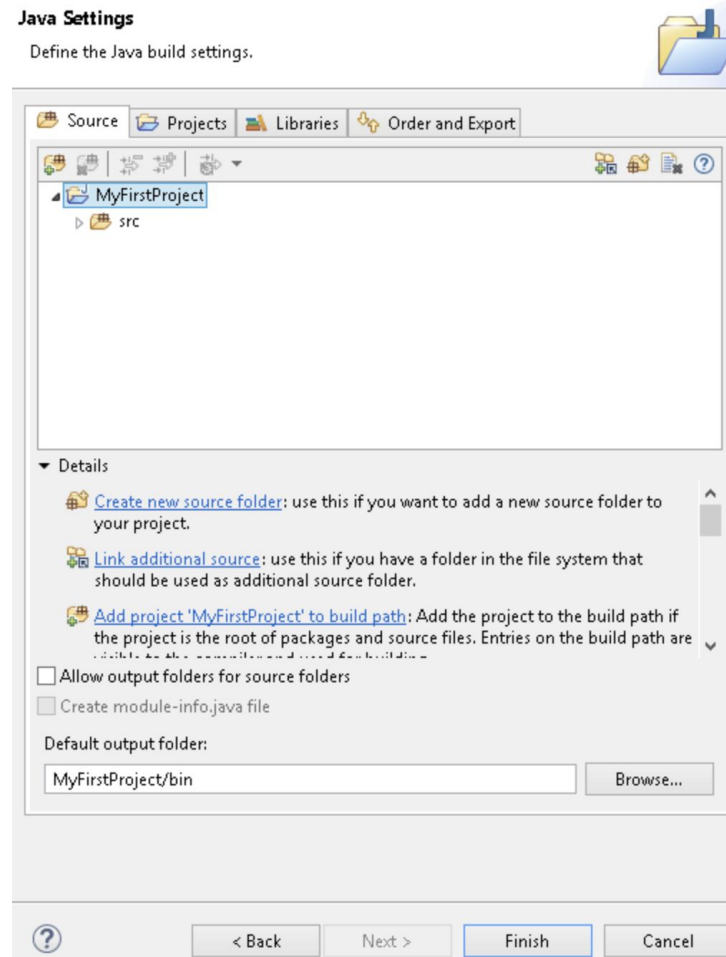 Java Settings
Define the Java build settings.
Source Projects Libraries Order and Export
MyFirstProject
src
Details
Create new source folder: use this if you want to add a new source folder to
your project.
Link additional source: use this if you have a folder in the file system that
should be used as additional source folder.
Add project 'MyFirstProject' to build path: Add the project to the build path if
the project is the root of packages and source files. Entries on the build path are
Allow output folders for source folders
Create module-info.java file
Default output folder:
MyFirstProject/bin Browse...
< Back Next > Finish Cancel